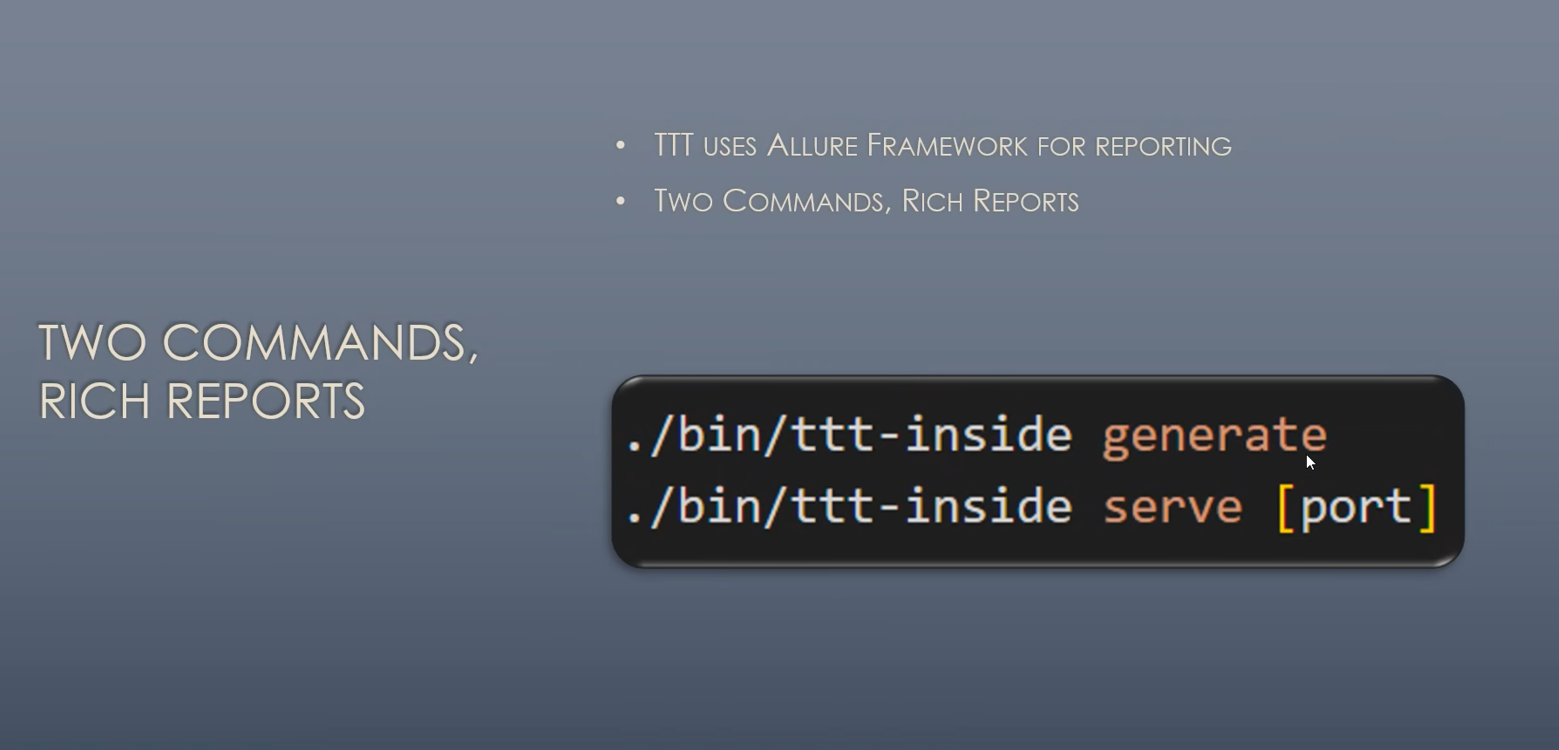 TWO COMMANDS,
RICH REPORTS
• TTT USES ALLURE FRAMEWORK FOR REPORTING
• TWO COMMANDS, RICH REPORTS
./bin/ttt-inside generate
./bin/ttt-inside serve [port]